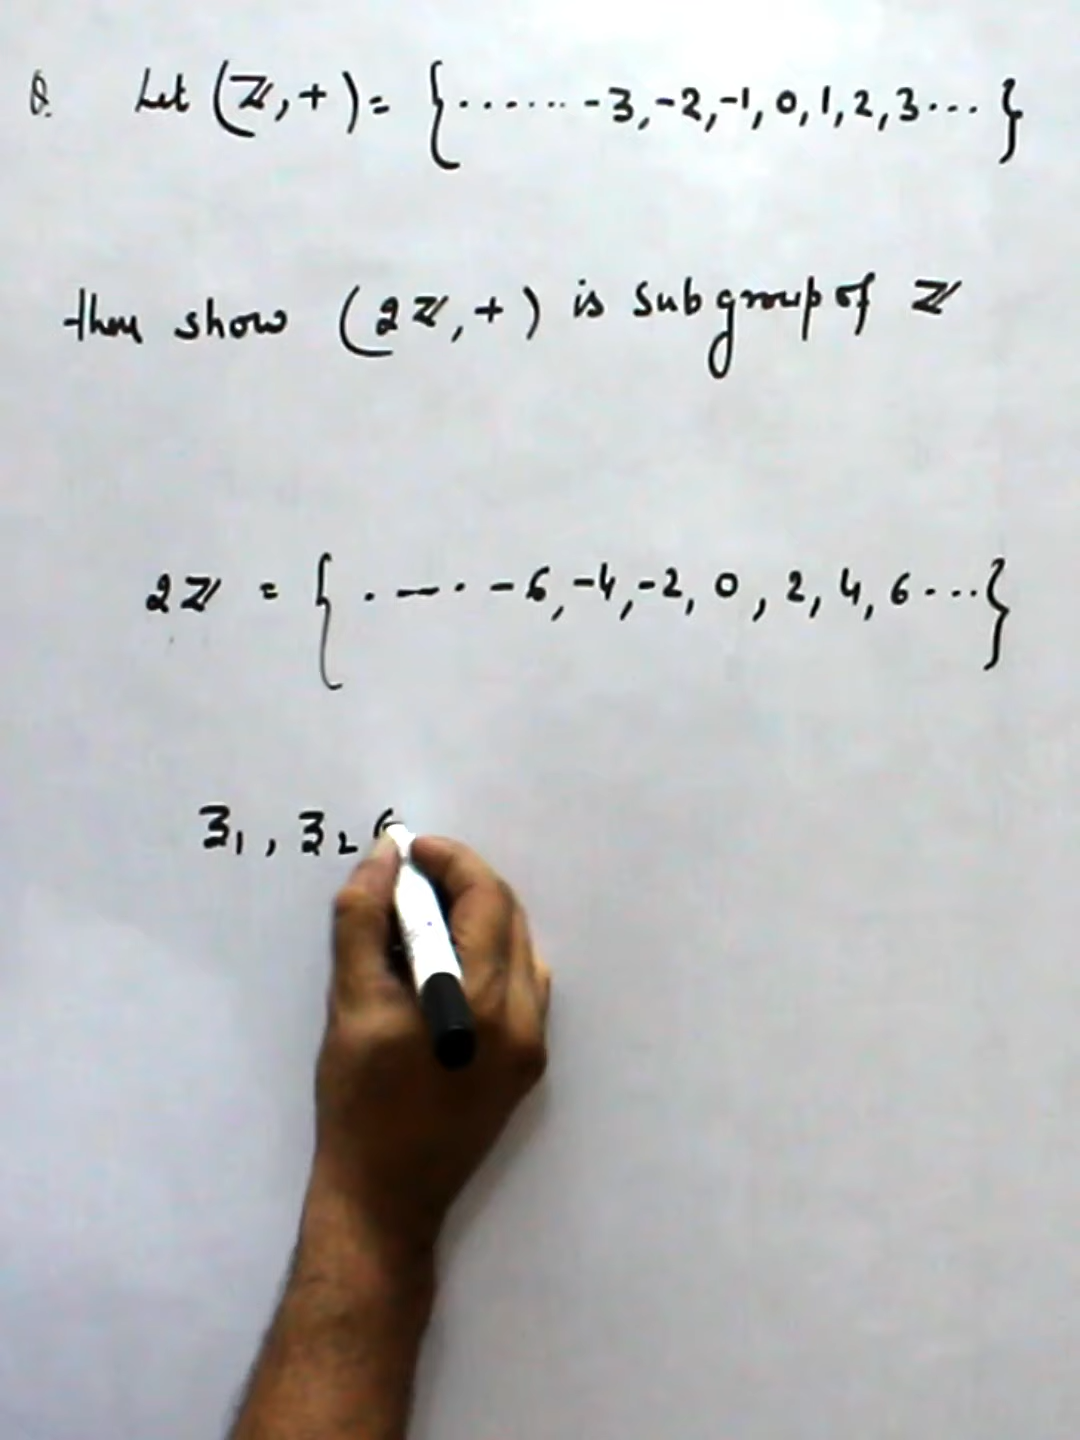 Q. Let (ℤ, +) = {....... -3, -2, -1, 0, 1, 2, 3 ... }
then show (2ℤ, +) is subgroup of ℤ
2ℤ = { . — . -6, -4, -2, 0, 2, 4, 6 ... }
z₁, z₂ ∈